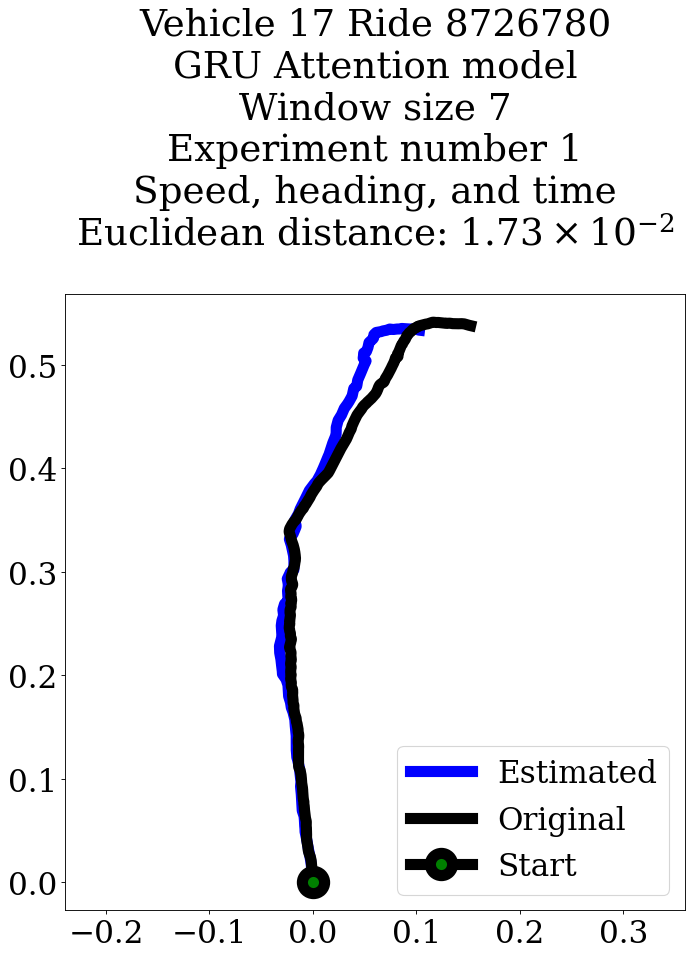 Vehicle 17 Ride 8726780
GRU Attention model
Window size 7
Experiment number 1
Speed, heading, and time
Euclidean distance: 1.73 × 10⁻²
0.5
0.4
0.3
0.2
0.1
0.0
Estimated
Original
Start
−0.2 −0.1 0.0 0.1 0.2 0.3